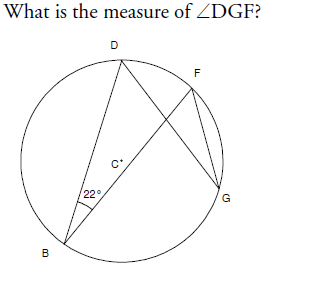 What is the measure of ∠DGF?
D
F
C
22°
G
B